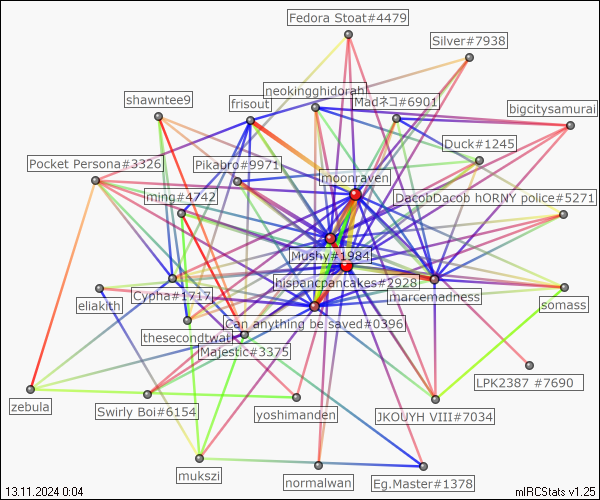 Fedora Stoat#4479
Silver#7938
neokingghidorah
shawntee9
frisout
Madネコ#6901
bigcitysamurai
Duck#1245
Pocket Persona#3326
Pikabro#9971
moonraven
ming#4742
DacobDacob hORNY police#5271
Mushy#1984
hispancpancakes#2928
Cypha#1717
marcemadness
eliakith
somass
Can anything be saved#0396
thesecondtwat
Majestic#3375
LPK2387 #7690
zebula
Swirly Boi#6154
yoshimanden
JKOUYH VIII#7034
mukszi
normalwan
Eg.Master#1378
13.11.2024 0:04
mIRCStats v1.25